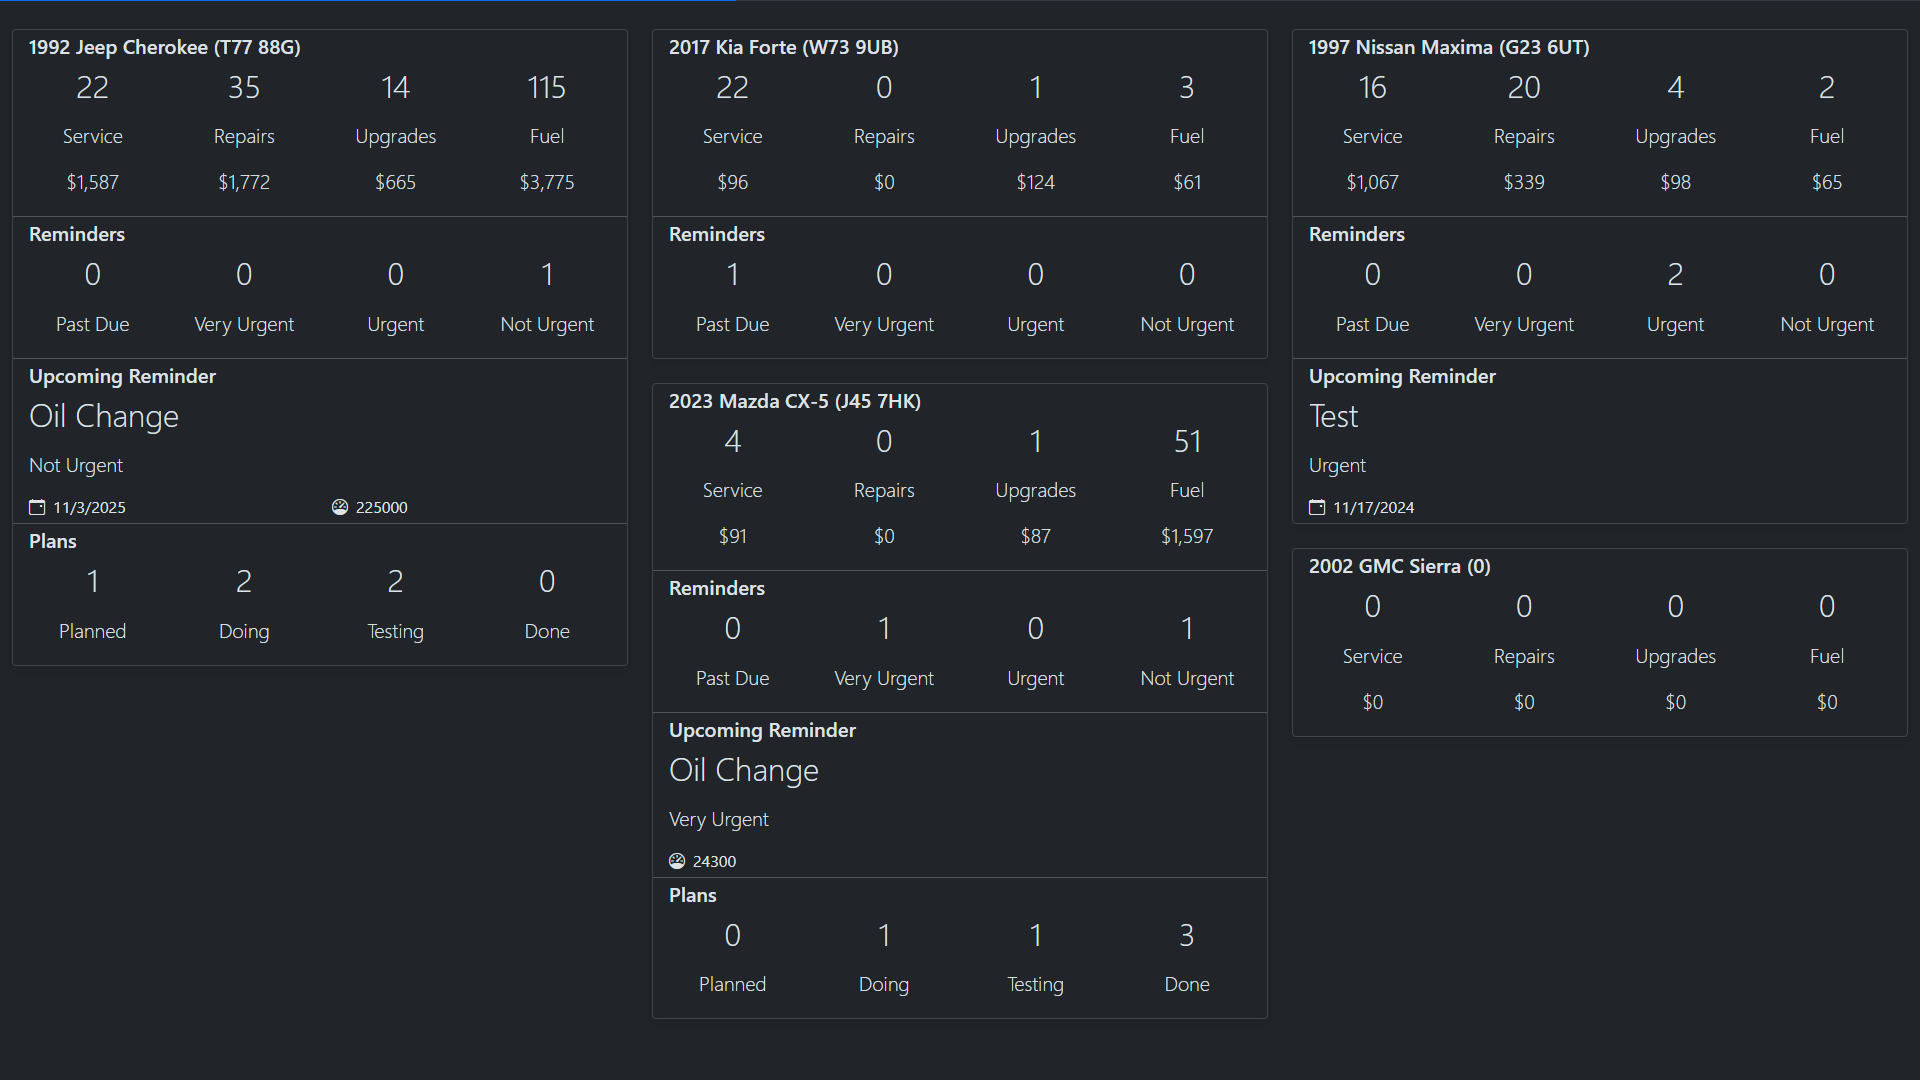 1992 Jeep Cherokee (T77 88G)
22 35 14 115
Service Repairs Upgrades Fuel
$1,587 $1,772 $665 $3,775
Reminders
0 0 0 1
Past Due Very Urgent Urgent Not Urgent
Upcoming Reminder
Oil Change
Not Urgent
11/3/2025 225000
Plans
1 2 2 0
Planned Doing Testing Done
2017 Kia Forte (W73 9UB)
22 0 1 3
Service Repairs Upgrades Fuel
$96 $0 $124 $61
Reminders
1 0 0 0
Past Due Very Urgent Urgent Not Urgent
2023 Mazda CX-5 (J45 7HK)
4 0 1 51
Service Repairs Upgrades Fuel
$91 $0 $87 $1,597
Reminders
0 1 0 1
Past Due Very Urgent Urgent Not Urgent
Upcoming Reminder
Oil Change
Very Urgent
24300
Plans
0 1 1 3
Planned Doing Testing Done
1997 Nissan Maxima (G23 6UT)
16 20 4 2
Service Repairs Upgrades Fuel
$1,067 $339 $98 $65
Reminders
0 0 2 0
Past Due Very Urgent Urgent Not Urgent
Upcoming Reminder
Test
Urgent
11/17/2024
2002 GMC Sierra (0)
0 0 0 0
Service Repairs Upgrades Fuel
$0 $0 $0 $0